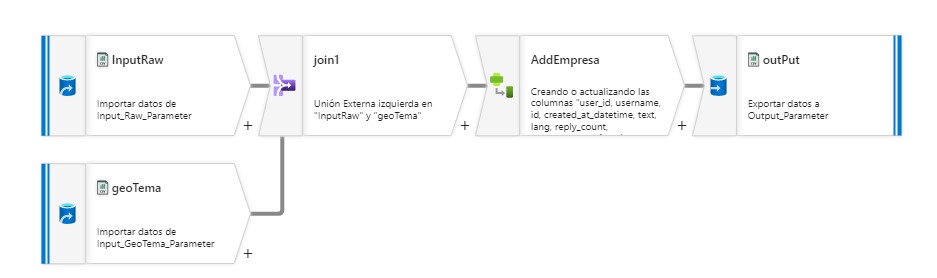 InputRaw
Importar datos de
Input_Raw_Parameter
+
join1
Unión Externa izquierda en
"InputRaw" y "geoTema"
+
AddEmpresa
Creando o actualizando las
columnas "user_id, username,
id, created_at_datetime, text,
lang, reply_count,
+
outPut
Exportar datos a
Output_Parameter
geoTema
Importar datos de
Input_GeoTema_Parameter
+